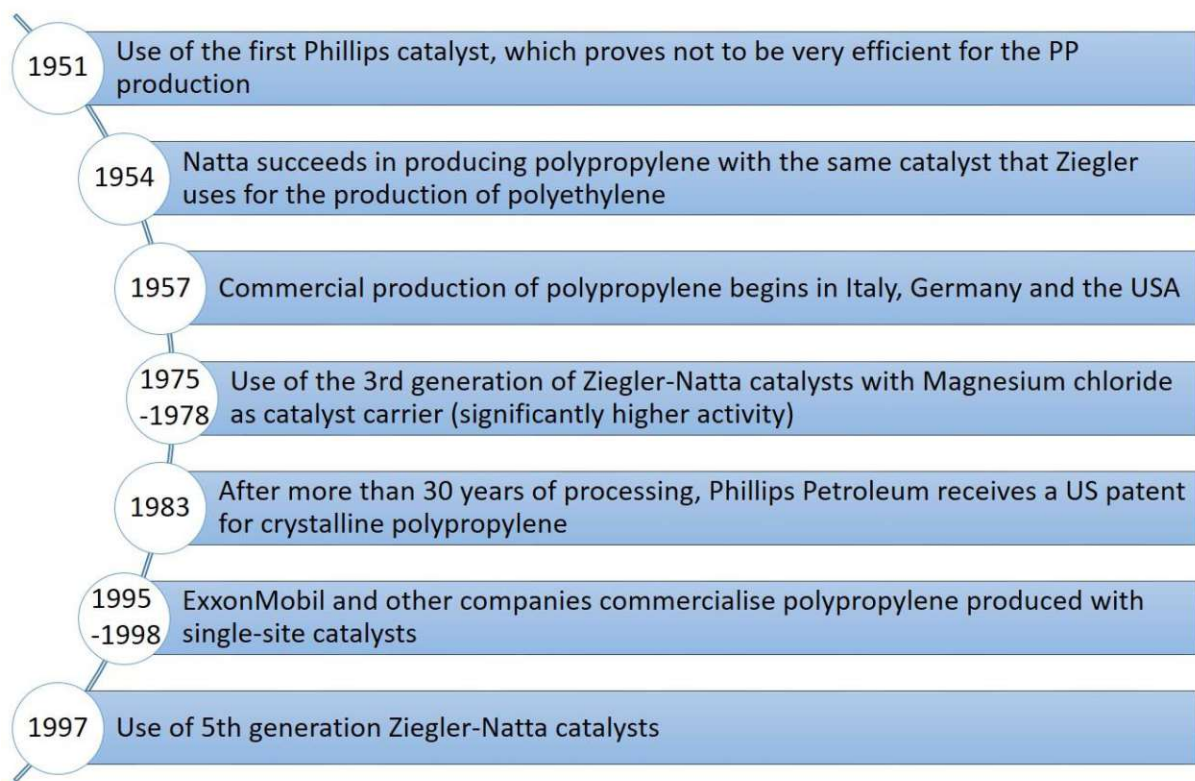 1951
Use of the first Phillips catalyst, which proves not to be very efficient for the PP
production
1954
Natta succeeds in producing polypropylene with the same catalyst that Ziegler
uses for the production of polyethylene
1957
Commercial production of polypropylene begins in Italy, Germany and the USA
1975
-1978
Use of the 3rd generation of Ziegler-Natta catalysts with Magnesium chloride
as catalyst carrier (significantly higher activity)
1983
After more than 30 years of processing, Phillips Petroleum receives a US patent
for crystalline polypropylene
1995
-1998
ExxonMobil and other companies commercialise polypropylene produced with
single-site catalysts
1997
Use of 5th generation Ziegler-Natta catalysts